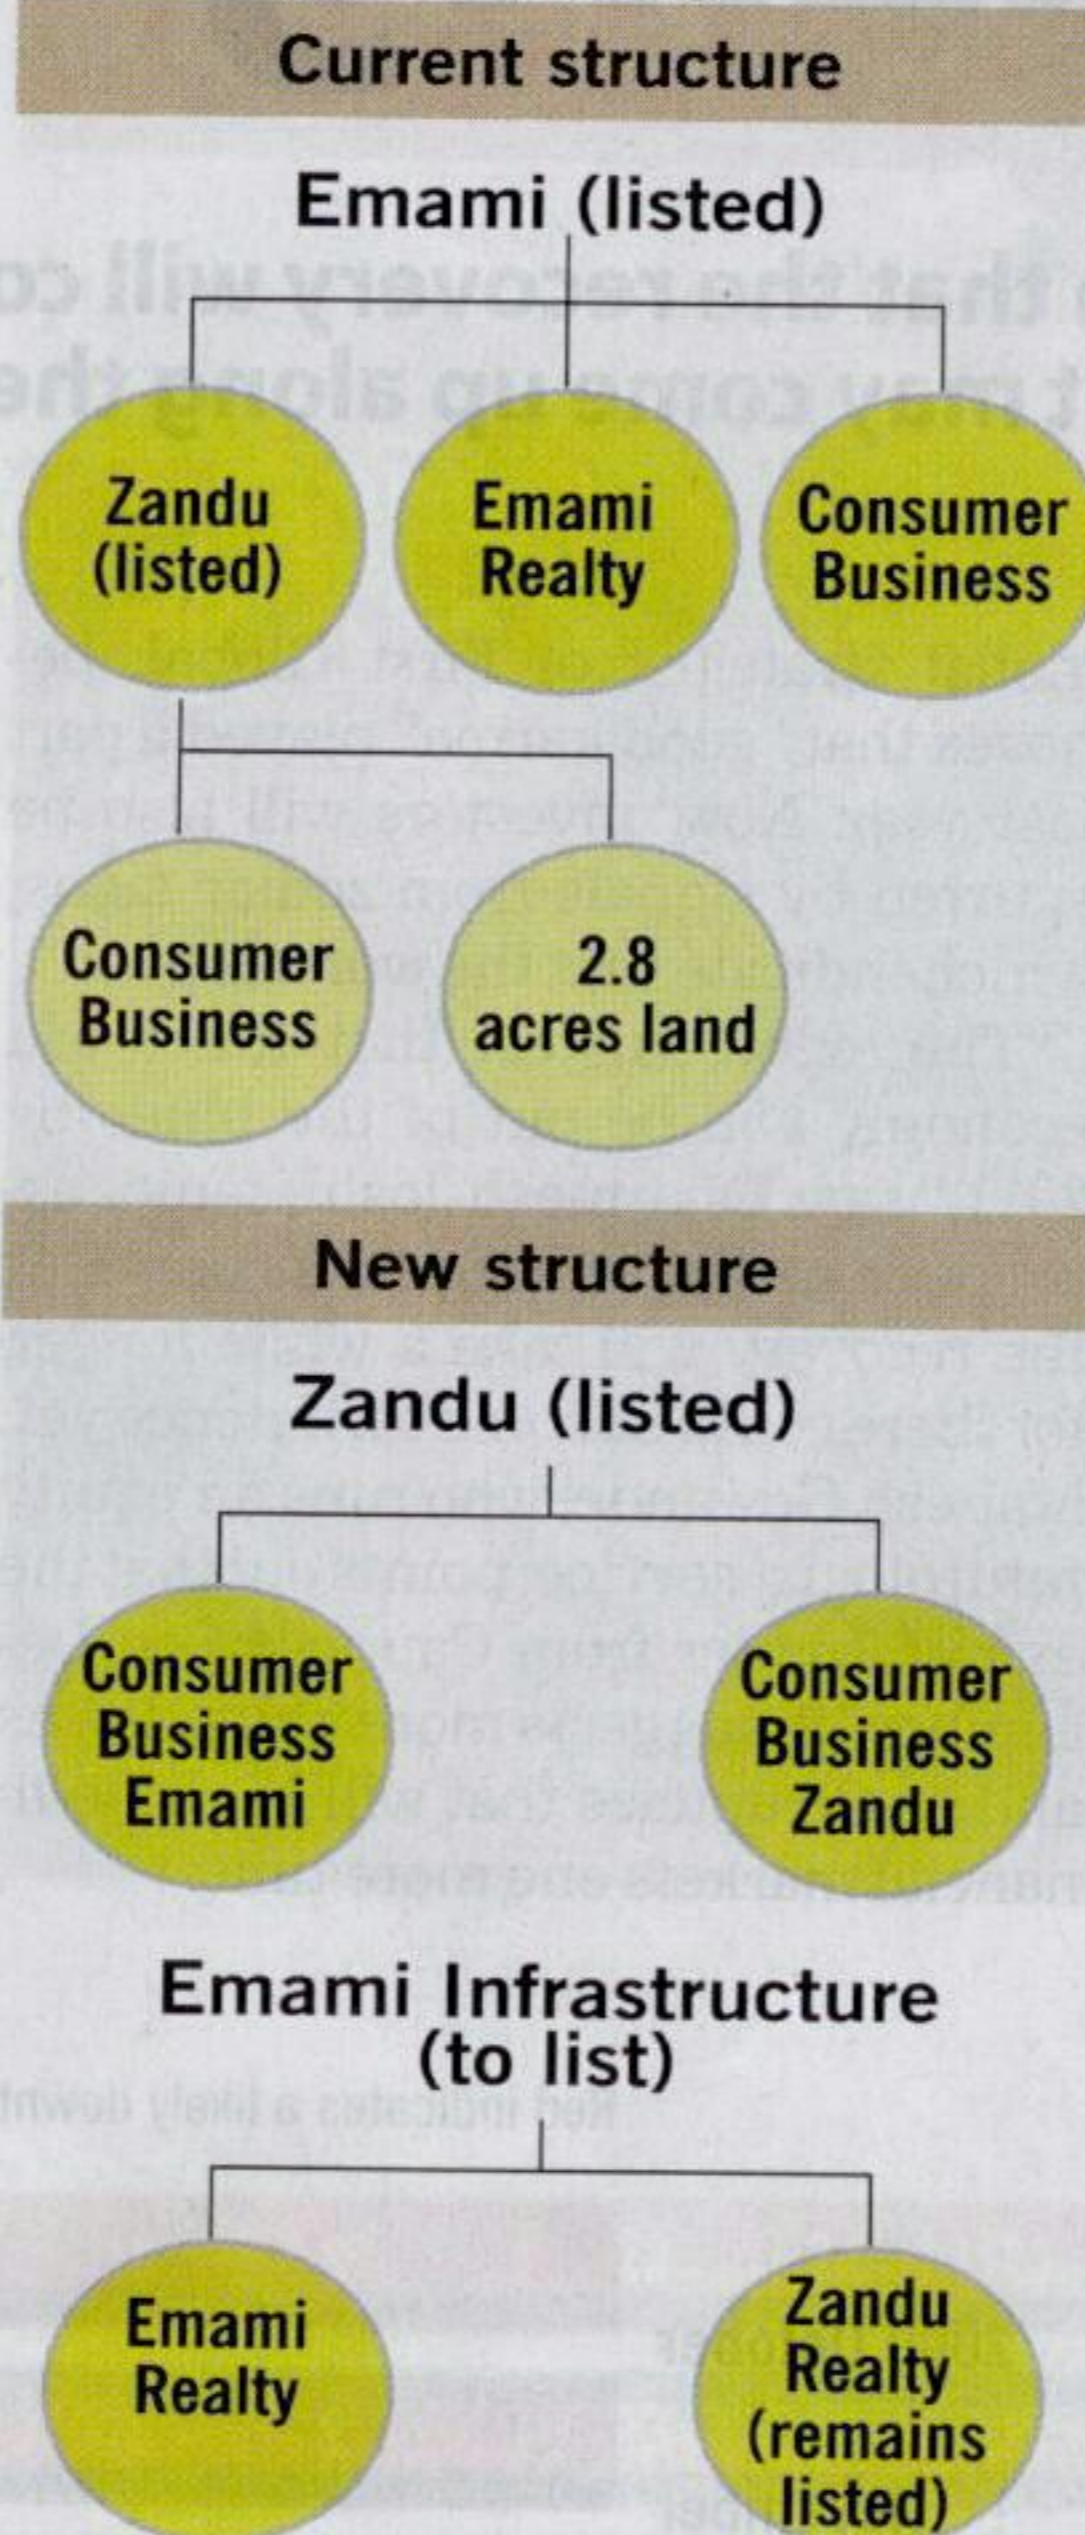 Current structure
Emami (listed)
Zandu
(listed)
Emami
Realty
Consumer
Business
Consumer
Business
2.8
acres land
New structure
Zandu (listed)
Consumer
Business
Emami
Consumer
Business
Zandu
Emami Infrastructure
(to list)
Emami
Realty
Zandu
Realty
(remains
listed)